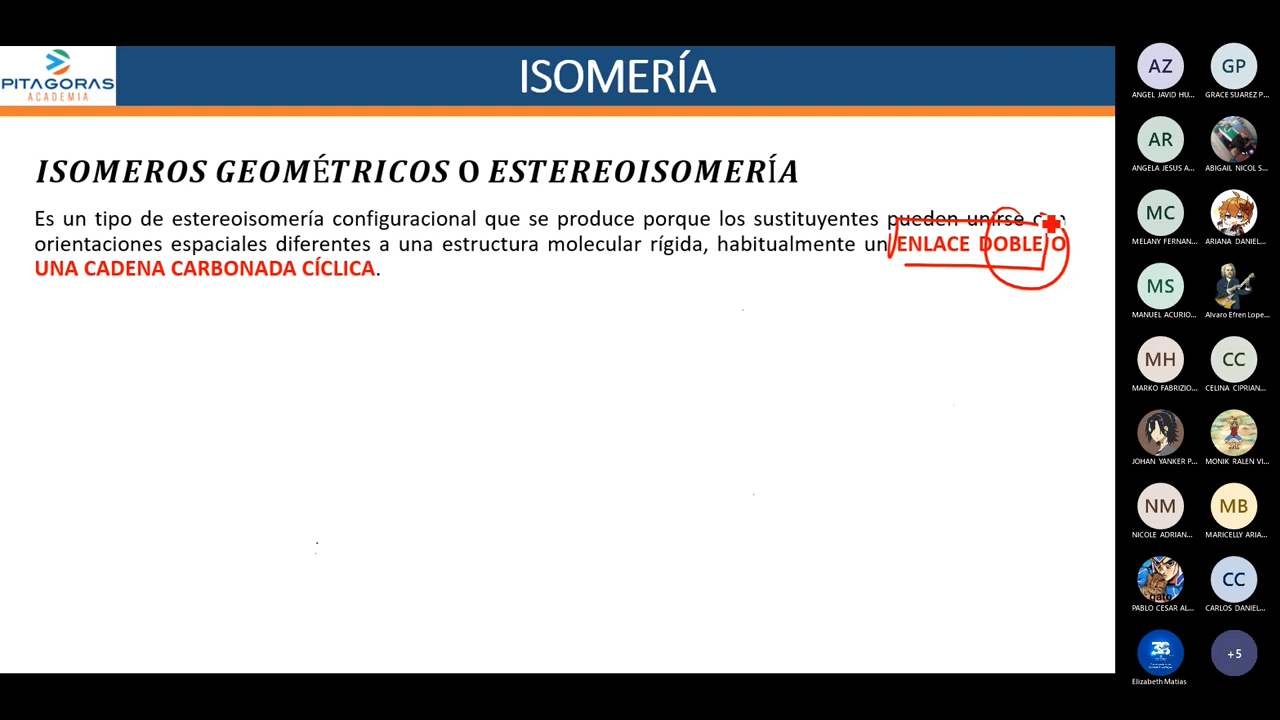 PITAGORAS
ACADEMIA
ISOMERÍA
ISOMEROS GEOMÉTRICOS O ESTEREOISOMERÍA
Es un tipo de estereoisomería configuracional que se produce porque los sustituyentes pueden unirse
orientaciones espaciales diferentes a una estructura molecular rígida, habitualmente un ENLACE DOBLE O
UNA CADENA CARBONADA CÍCLICA.
AZ GP
ANGEL JAVID HU... GRACE SUAREZ P...
AR
ANGELA JESUS A... ABIGAIL NICOL S...
MC
MELANY FERNAN... ARIANA DANIEL...
MS
MANUEL ACURIO... Alvaro Efren Lope...
MH CC
MARKO FABRIZIO... CELINA CIPRIAN...
JOHAN YANKER P... MONIK RALEN VI...
NM MB
NICOLE ADRIAN... MARICELLY ARIA...
gato CC
PABLO CESAR AL... CARLOS DANIEL...
+5
Elizabeth Matias